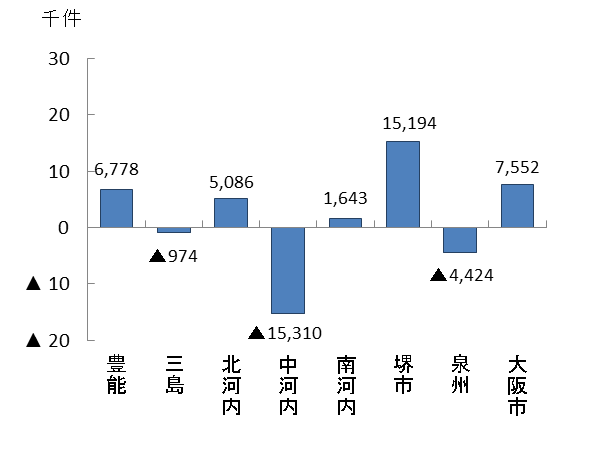 千件
30
20
10
0
▲ 10
▲ 20
6,778
▲974
5,086
▲15,310
1,643
15,194
▲4,424
7,552
豊能
三島
北河内
中河内
南河内
堺市
泉州
大阪市